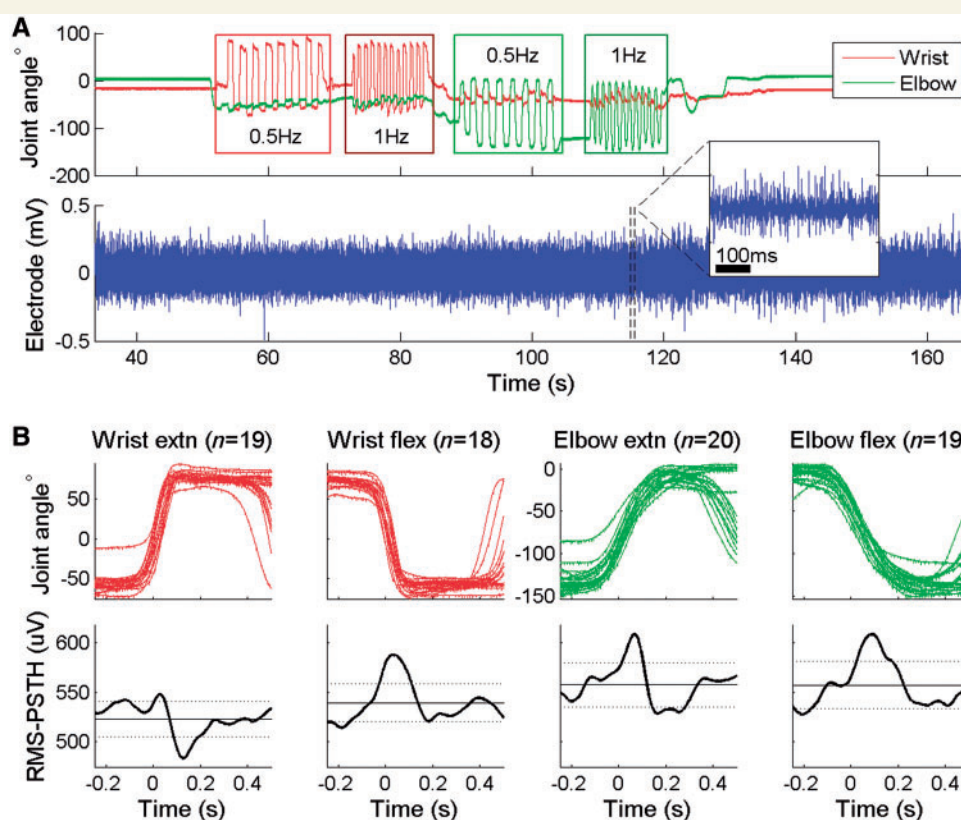 A
Joint angle°
100
0
-100
-200
0.5Hz
1Hz
0.5Hz
1Hz
Wrist
Elbow
Electrode (mV)
0.5
0
-0.5
100ms
40
60
80
100
120
140
160
Time (s)
B
Wrist extn (n=19)
Wrist flex (n=18)
Elbow extn (n=20)
Elbow flex (n=19
Joint angle°
50
0
-50
0
-50
-100
-150
RMS-PSTH (uV)
600
550
500
-0.2 0 0.2 0.4
-0.2 0 0.2 0.4
-0.2 0 0.2 0.4
-0.2 0 0.2 0.4
Time (s)
Time (s)
Time (s)
Time (s)